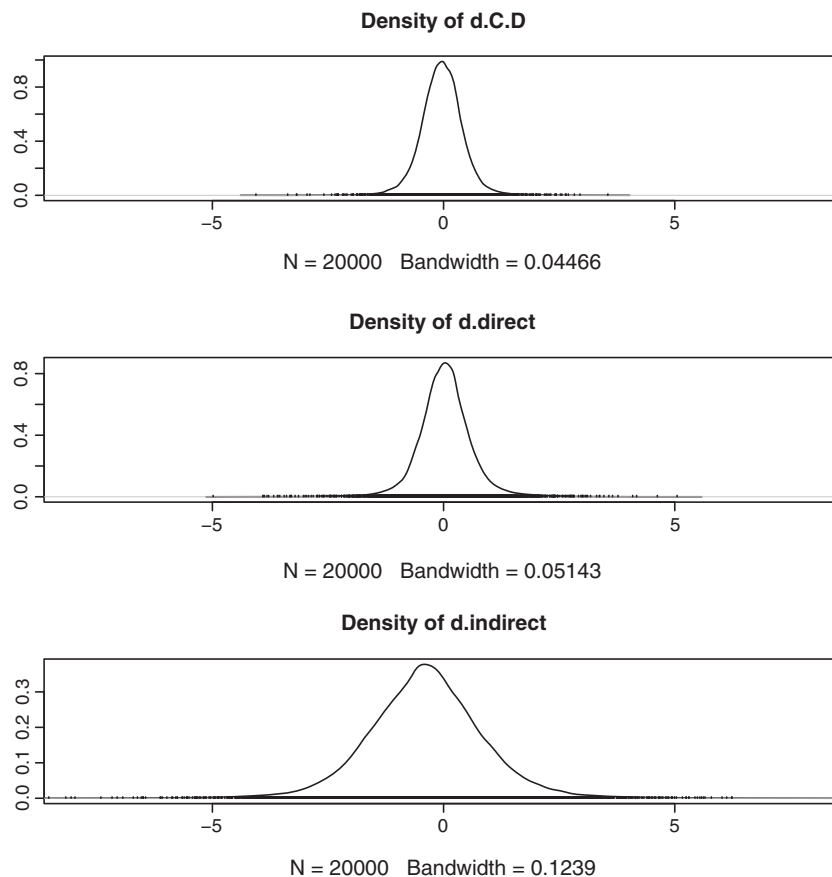 Density of d.C.D
0.0 0.4 0.8
−5 0 5
N = 20000 Bandwidth = 0.04466
Density of d.direct
0.0 0.4 0.8
−5 0 5
N = 20000 Bandwidth = 0.05143
Density of d.indirect
0.0 0.1 0.2 0.3
−5 0 5
N = 20000 Bandwidth = 0.1239